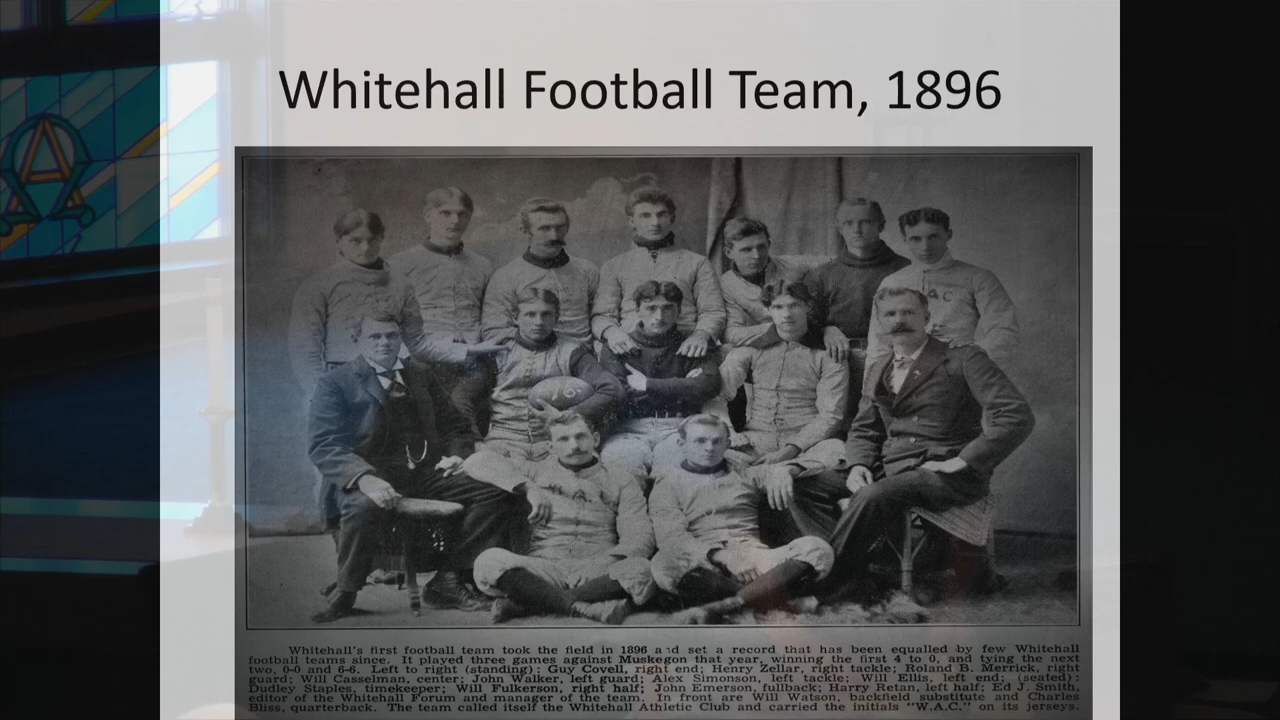 Whitehall Football Team, 1896
AC
'76
Whitehall's first football team took the field in 1896 and set a record that has been equalled by few Whitehall
football teams since. It played three games against Muskegon that year, winning the first 4 to 0, and tying the next
two, 0-0 and 6-6. Left to right (standing): Guy Covell, right end; Henry Zellar, right tackle; Roland B. Merrick, right
guard; Will Casselman, center; John Walker, left guard; Alex Simonson, left tackle; Will Ellis, left end; (seated):
Dudley Staples, timekeeper; Will Fulkerson, right half; John Emerson, fullback; Harry Retan, left half; Ed J. Smith,
editor of the Whitehall Forum and manager of the team. In front are Will Watson, backfield substitute and Charles
Bliss, quarterback. The team called itself the Whitehall Athletic Club and carried the initials "W.A.C." on its jerseys.